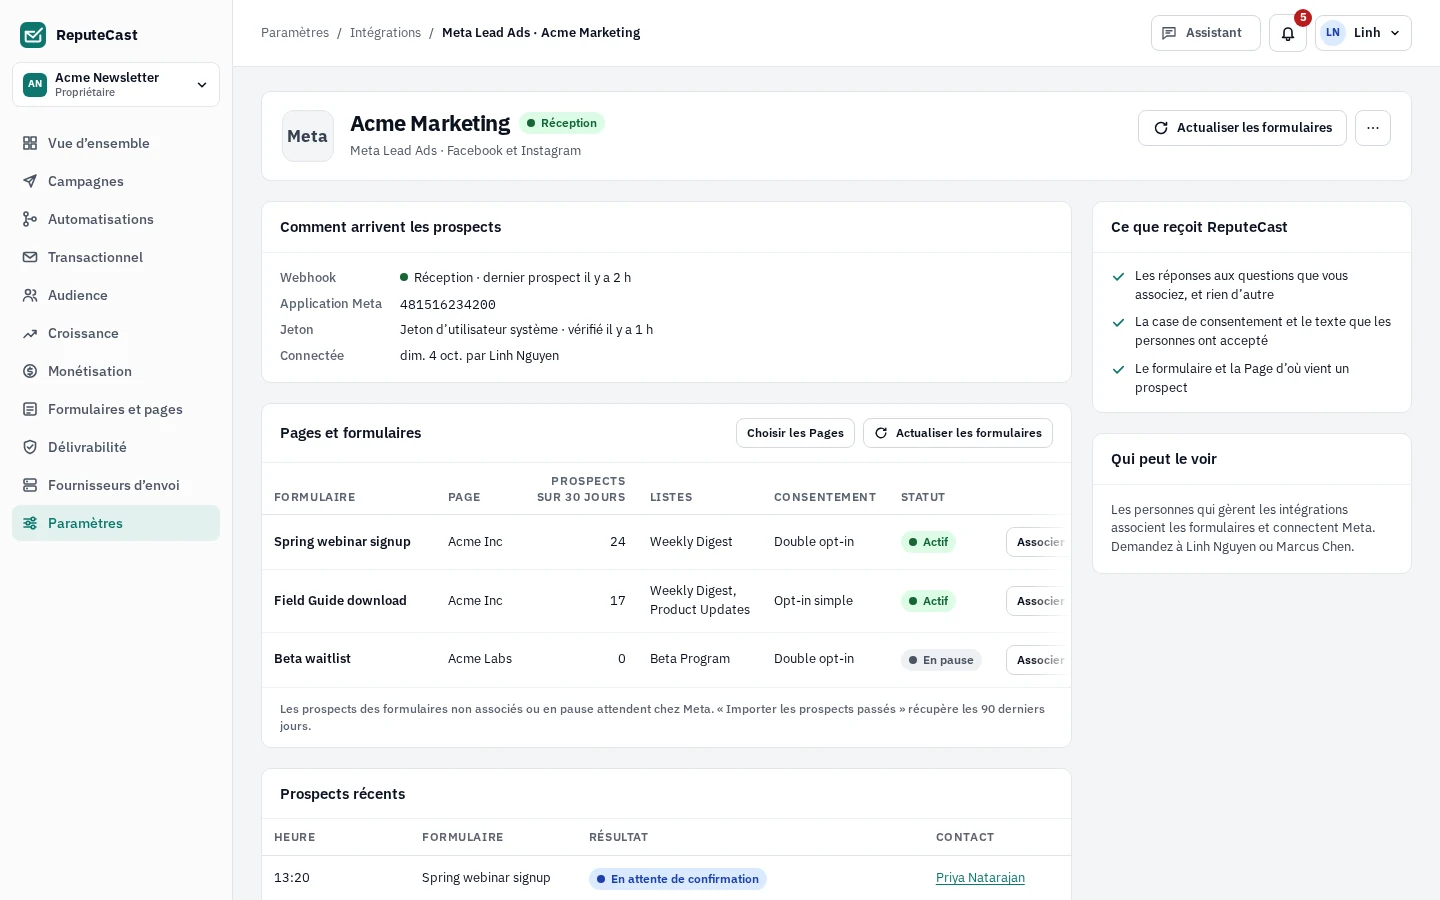 ReputeCast
AN
Acme Newsletter
Propriétaire
Vue d’ensemble
Campagnes
Automatisations
Transactionnel
Audience
Croissance
Monétisation
Formulaires et pages
Délivrabilité
Fournisseurs d’envoi
Paramètres
Paramètres / Intégrations / Meta Lead Ads · Acme Marketing
Assistant
5
LN
Linh
Meta
Acme Marketing
Réception
Meta Lead Ads · Facebook et Instagram
Actualiser les formulaires
Comment arrivent les prospects
Webhook
Réception · dernier prospect il y a 2 h
Application Meta
481516234200
Jeton
Jeton d’utilisateur système · vérifié il y a 1 h
Connectée
dim. 4 oct. par Linh Nguyen
Ce que reçoit ReputeCast
Les réponses aux questions que vous
associez, et rien d’autre
La case de consentement et le texte que les
personnes ont accepté
Le formulaire et la Page d’où vient un
prospect
Qui peut le voir
Les personnes qui gèrent les intégrations
associent les formulaires et connectent Meta.
Demandez à Linh Nguyen ou Marcus Chen.
Pages et formulaires
Choisir les Pages
Actualiser les formulaires
FORMULAIRE
PAGE
PROSPECTS
SUR 30 JOURS
LISTES
CONSENTEMENT
STATUT
Spring webinar signup
Acme Inc
24
Weekly Digest
Double opt-in
Actif
Associer
Field Guide download
Acme Inc
17
Weekly Digest,
Product Updates
Opt-in simple
Actif
Associer
Beta waitlist
Acme Labs
0
Beta Program
Double opt-in
En pause
Associer
Les prospects des formulaires non associés ou en pause attendent chez Meta. « Importer les prospects passés » récupère les 90 derniers
jours.
Prospects récents
HEURE
FORMULAIRE
RÉSULTAT
CONTACT
13:20
Spring webinar signup
En attente de confirmation
Priya Natarajan